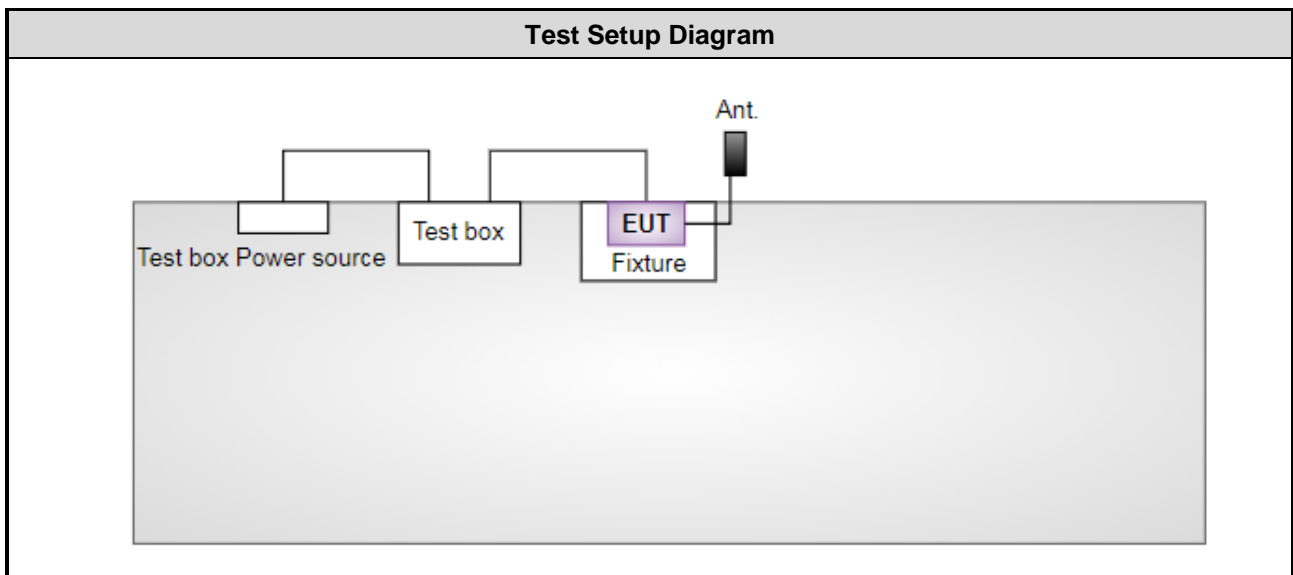 Test Setup Diagram
Ant.
EUT
Test box
Test box Power source
Fixture